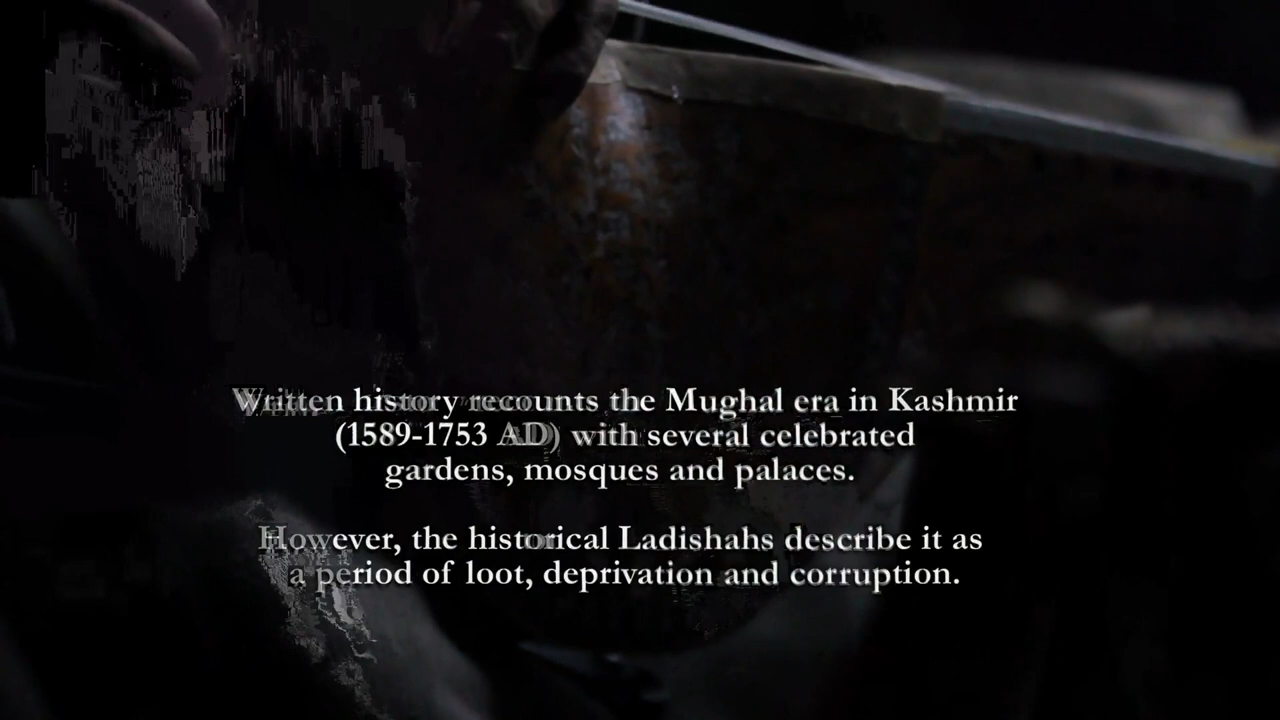 Written history recounts the Mughal era in Kashmir
(1589-1753 AD) with several celebrated
gardens, mosques and palaces.
However, the historical Ladishahs describe it as
a period of loot, deprivation and corruption.